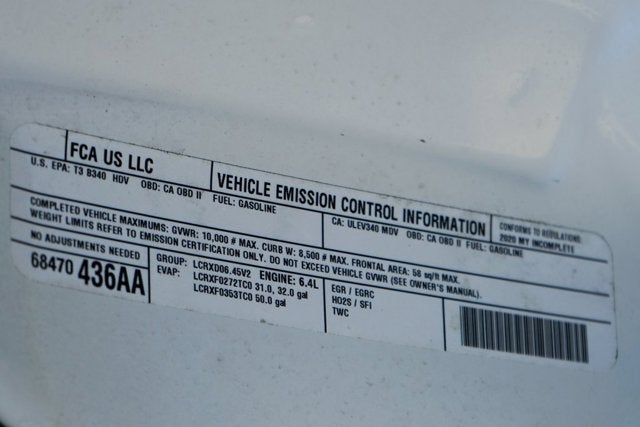 FCA US LLC
VEHICLE EMISSION CONTROL INFORMATION
CONFORMS TO REGULATIONS:
2020 MY INCOMPLETE
U.S. EPA: T3 B340 HDV OBD: CA OBD II FUEL: GASOLINE
CA: ULEV340 MDV OBD: CA OBD II FUEL: GASOLINE
COMPLETED VEHICLE MAXIMUMS: GVWR: 10,000 # MAX. CURB W: 8,500 # MAX. FRONTAL AREA: 58 sq/ft MAX.
WEIGHT LIMITS REFER TO EMISSION CERTIFICATION ONLY. DO NOT EXCEED VEHICLE GVWR (SEE OWNER'S MANUAL).
NO ADJUSTMENTS NEEDED
68470 436AA
GROUP: LCRXD06.45V2 ENGINE: 6.4L
EVAP: LCRXF0272TC0 31.0, 32.0 gal
LCRXF0353TC0 50.0 gal
EGR / EGRC
HO2S / SFI
TWC